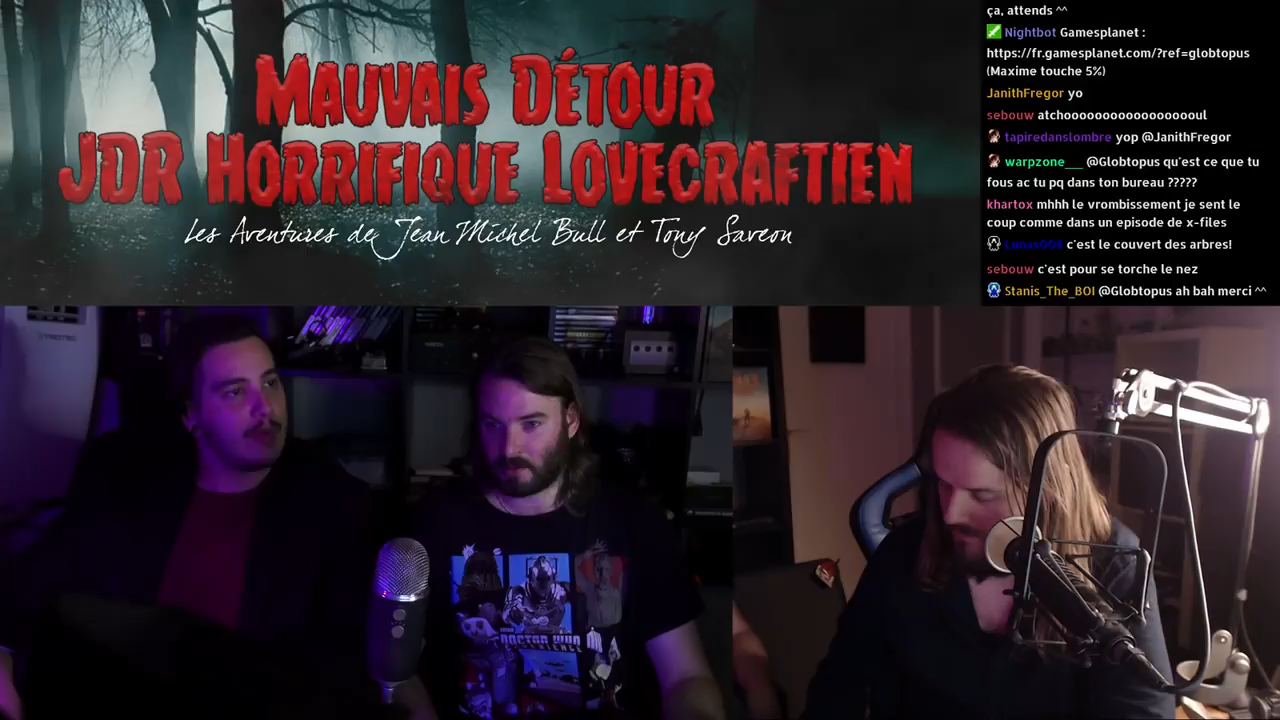 Mauvais Détour
JDR Horrifique Lovecraftien
Les Aventures de Jean Michel Bull et Tony Saveon
ça, attends ^^
Nightbot Gamesplanet :
https://fr.gamesplanet.com/?ref=globtopus
(Maxime touche 5%)
JanithFregor yo
sebouw atchoooooooooooooooooul
tapiredanslombre yop @JanithFregor
warpzone___ @Globtopus qu'est ce que tu
fous ac tu pq dans ton bureau ?????
khartox mhhh le vrombissement je sent le
coup comme dans un episode de x-files
c'est le couvert des arbres!
sebouw c'est pour se torche le nez
Stanis_The_BOI @Globtopus ah bah merci ^^
DOCTOR WHO
EXPERIENCE